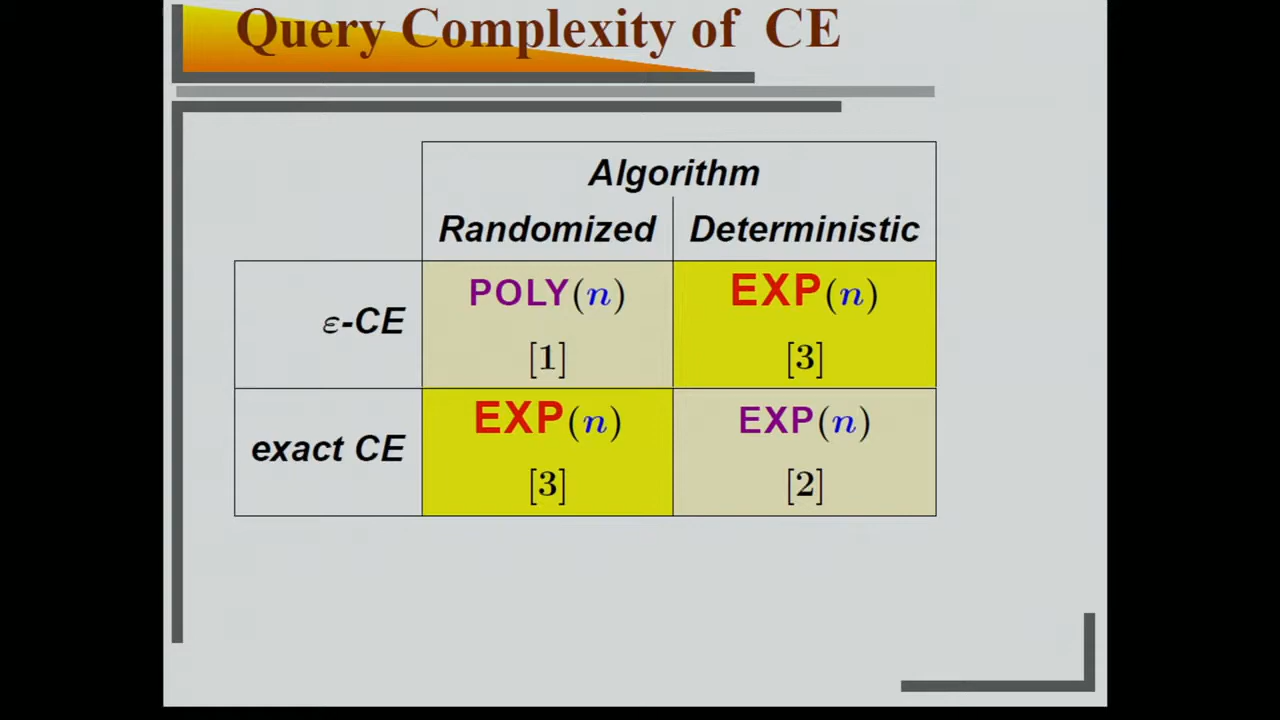 Query Complexity of CE
Algorithm
Randomized Deterministic
ε-CE POLY(n) EXP(n)
[1] [3]
exact CE EXP(n) EXP(n)
[3] [2]